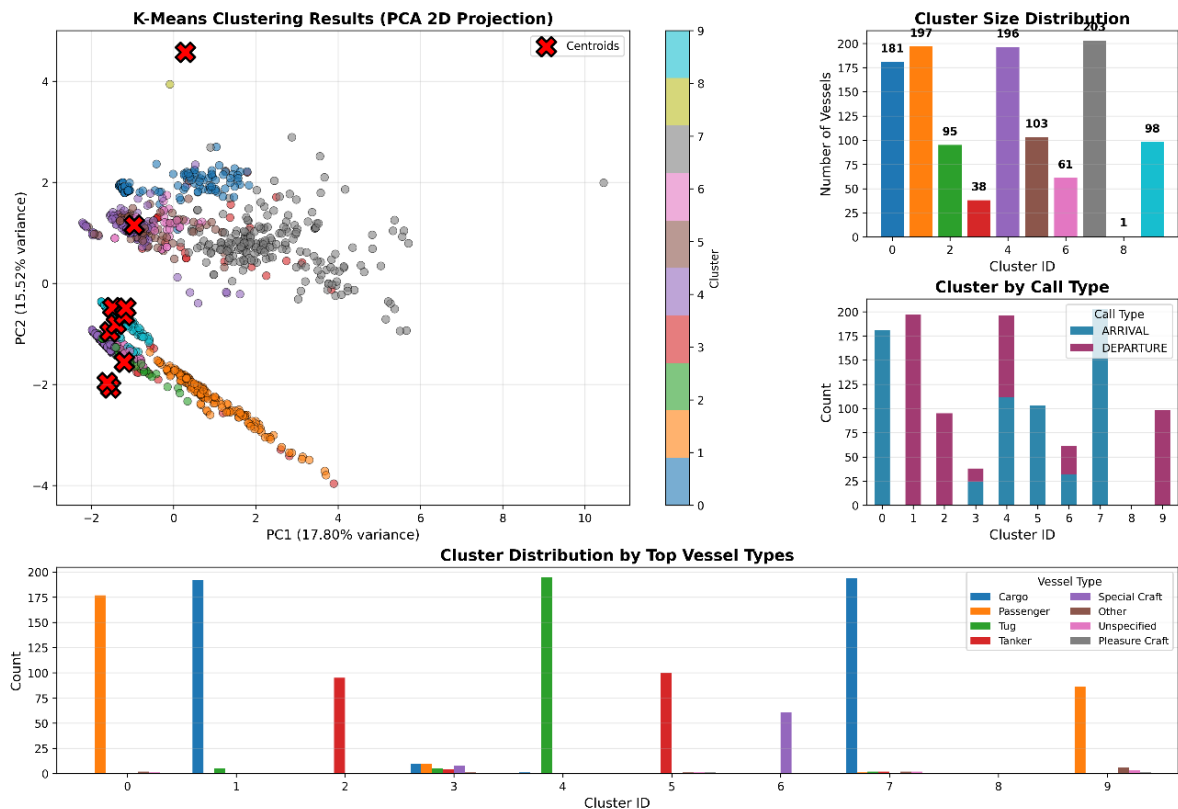 K-Means Clustering Results (PCA 2D Projection)
Centroids
4
2
0
−2
−4
PC2 (15.52% variance)
−2 0 2 4 6 8 10
PC1 (17.80% variance)
9
8
7
6
5
4
3
2
1
0
Cluster
Cluster Size Distribution
200
175
150
125
100
75
50
25
0
Number of Vessels
181 197 95 38 196 103 61 203 1 98
0 2 4 6 8
Cluster ID
Cluster by Call Type
Call Type
ARRIVAL
DEPARTURE
200
175
150
125
100
75
50
25
0
Count
0 1 2 3 4 5 6 7 8 9
Cluster ID
Cluster Distribution by Top Vessel Types
Vessel Type
Cargo
Passenger
Tug
Tanker
Special Craft
Other
Unspecified
Pleasure Craft
200
175
150
125
100
75
50
25
0
Count
0 1 2 3 4 5 6 7 8 9
Cluster ID